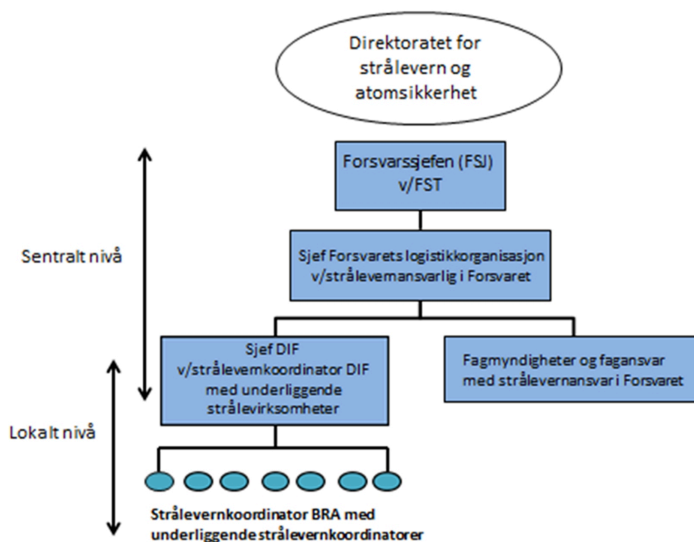 Direktoratet for
strålevern og
atomsikkerhet
Forsvarssjefen (FSJ)
v/FST
Sentralt nivå
Sjef Forsvarets logistikkorganisasjon
v/strålevernansvarlig i Forsvaret
Sjef DIF
v/strålevernkoordinator DIF
med underliggende
strålevirksomheter
Fagmyndigheter og fagansvar
med strålevernansvar i Forsvaret
Lokalt nivå
Strålevernkoordinator BRA med
underliggende strålevernkoordinatorer